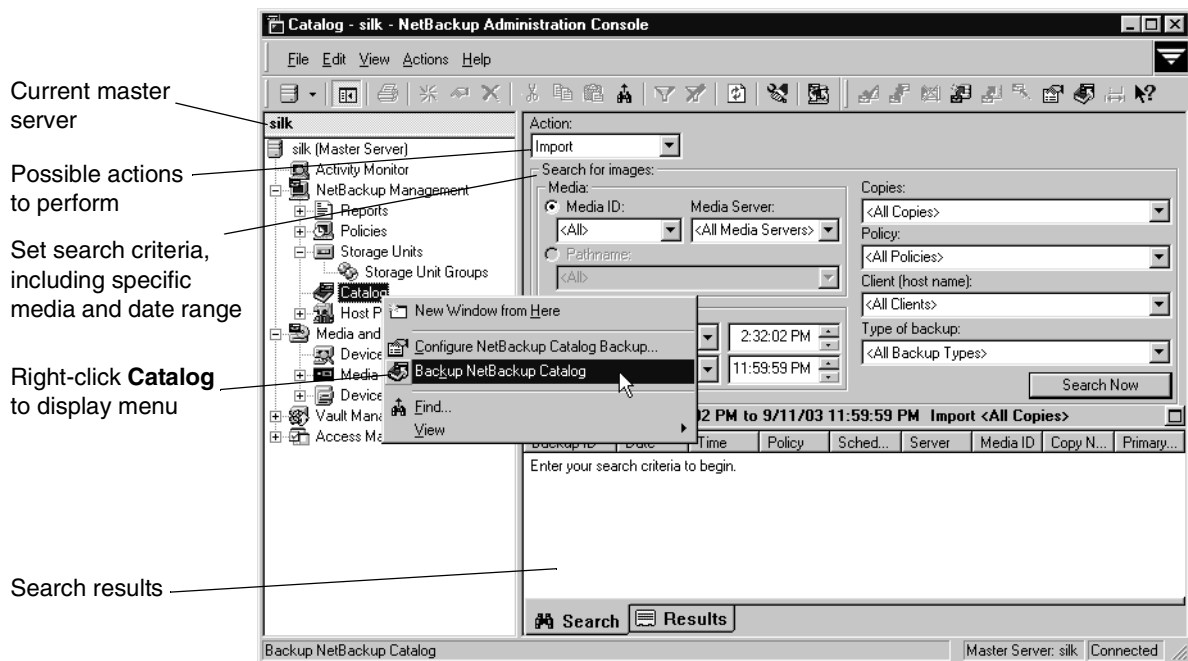 Catalog - silk - NetBackup Administration Console
File Edit View Actions Help
Current master
server
Possible actions
to perform
Set search criteria,
including specific
media and date range
Right-click Catalog
to display menu
Search results
silk
silk (Master Server)
Activity Monitor
NetBackup Management
Reports
Policies
Storage Units
Storage Unit Groups
Catalog
Host P
Media and
Device
Media
Device
Vault Mana
Access Ma
New Window from Here
Configure NetBackup Catalog Backup...
Backup NetBackup Catalog
Find...
View
Action:
Import
Search for images:
Media:
Media ID:
Media Server:
<All>
<All Media Servers>
Pathname:
<All>
2:32:02 PM
11:59:59 PM
Copies:
<All Copies>
Policy:
<All Policies>
Client (host name):
<All Clients>
Type of backup:
<All Backup Types>
Search Now
PM to 9/11/03 11:59:59 PM Import <All Copies>
Backup ID Date Time Policy Sched... Server Media ID Copy N... Primary...
Enter your search criteria to begin.
Search Results
Backup NetBackup Catalog
Master Server: silk Connected